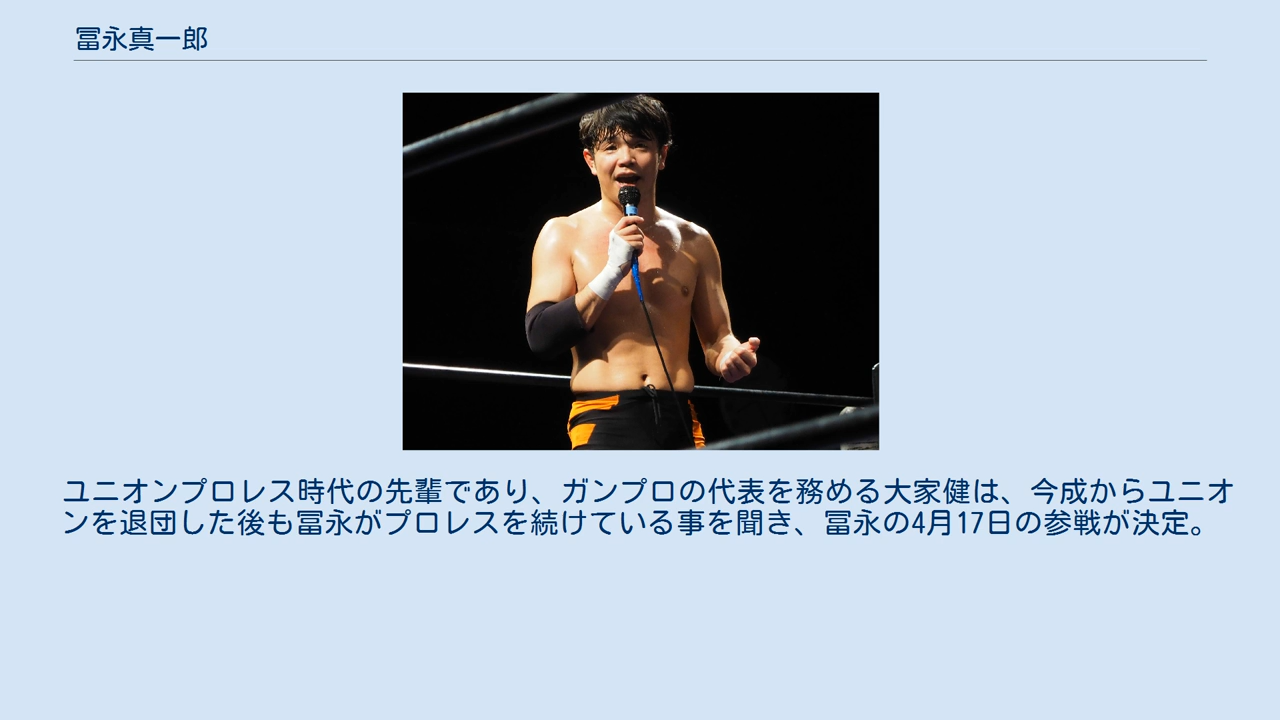 冨永真一郎
ユニオンプロレス時代の先輩であり、ガンプロの代表を務める大家健は、今成からユニオ
ンを退団した後も冨永がプロレスを続けている事を聞き、冨永の4月17日の参戦が決定。